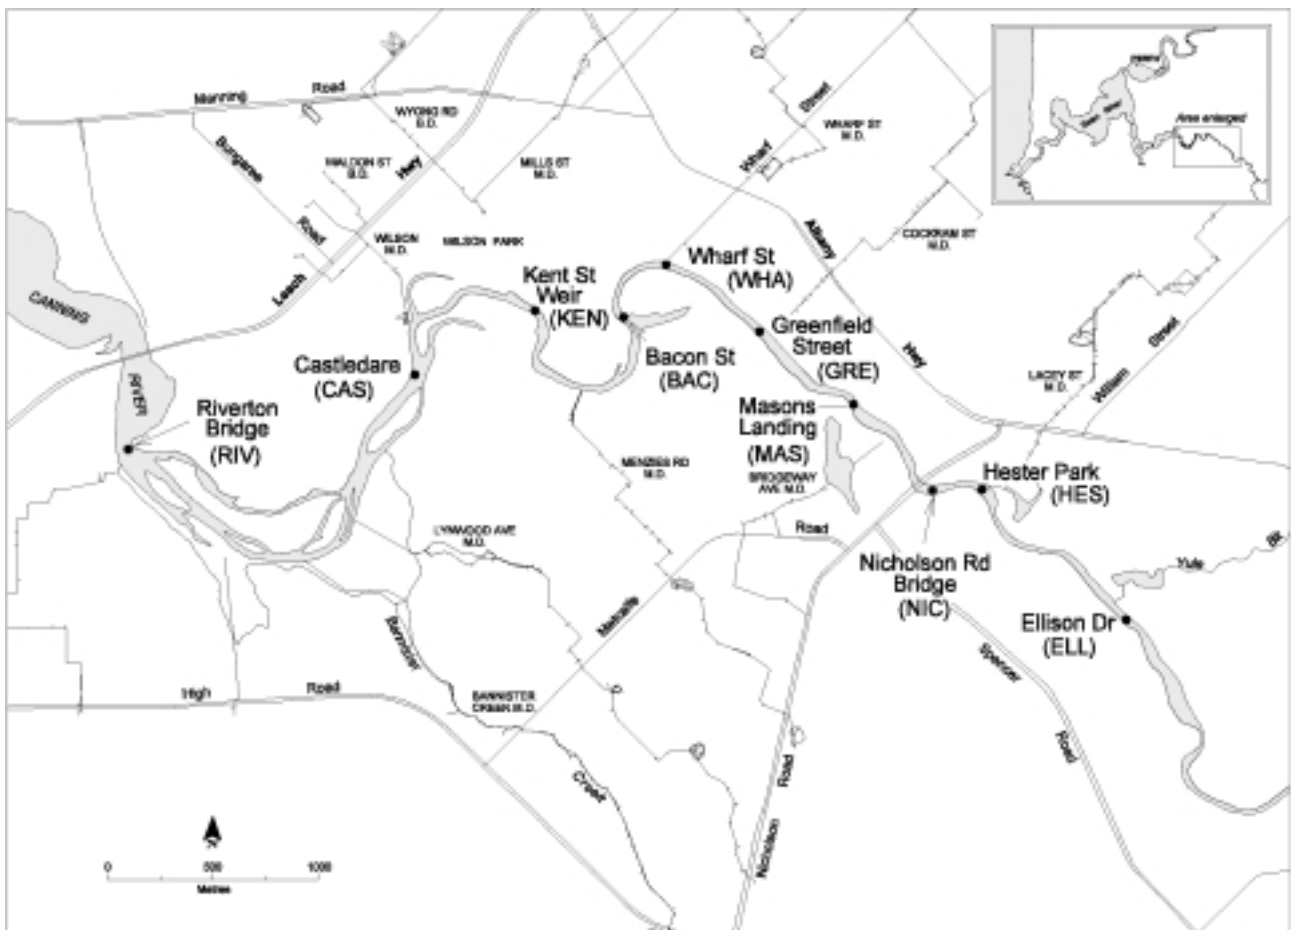 Manning Road
WYONG RD
B.D.
Bungaree
Road
WALDON ST
B.D.
Hwy
Leach
MILLS ST
M.D.
WILSON
M.D.
WILSON PARK
Wharf
Street
WHARF ST
M.D.
Area enlarged
Albany
Hwy
COCKRAM ST
M.D.
CANNING
RIVER
Kent St
Weir
(KEN)
Wharf St
(WHA)
Castledare
(CAS)
Bacon St
(BAC)
Greenfield
Street
(GRE)
LACEY ST
M.D.
William
Street
Riverton
Bridge
(RIV)
Masons
Landing
(MAS)
MENZIES RD
M.D.
BRIDGEWAY
AVE M.D.
Hester Park
(HES)
LYNWOOD AVE
M.D.
Metcalfe
Road
Nicholson Rd
Bridge
(NIC)
Yule
BR
Ellison Dr
(ELL)
Bannister
Creek
Spencer
Road
High Road
BANNISTER
CREEK M.D.
Nicholson
Road
N
0 500 1000
Metres